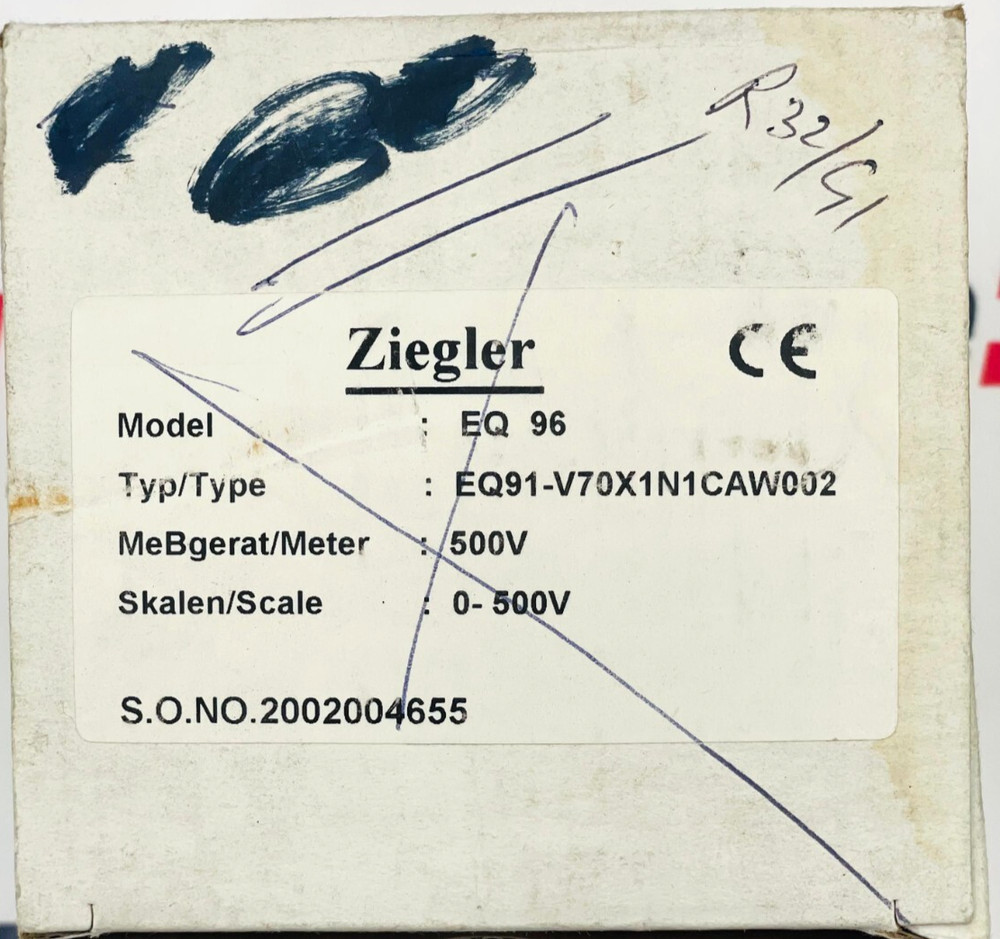 R32/G1
Ziegler CE
Model : EQ 96
Typ/Type : EQ91-V70X1N1CAW002
MeBgerat/Meter : 500V
Skalen/Scale : 0- 500V
S.O.NO.2002004655